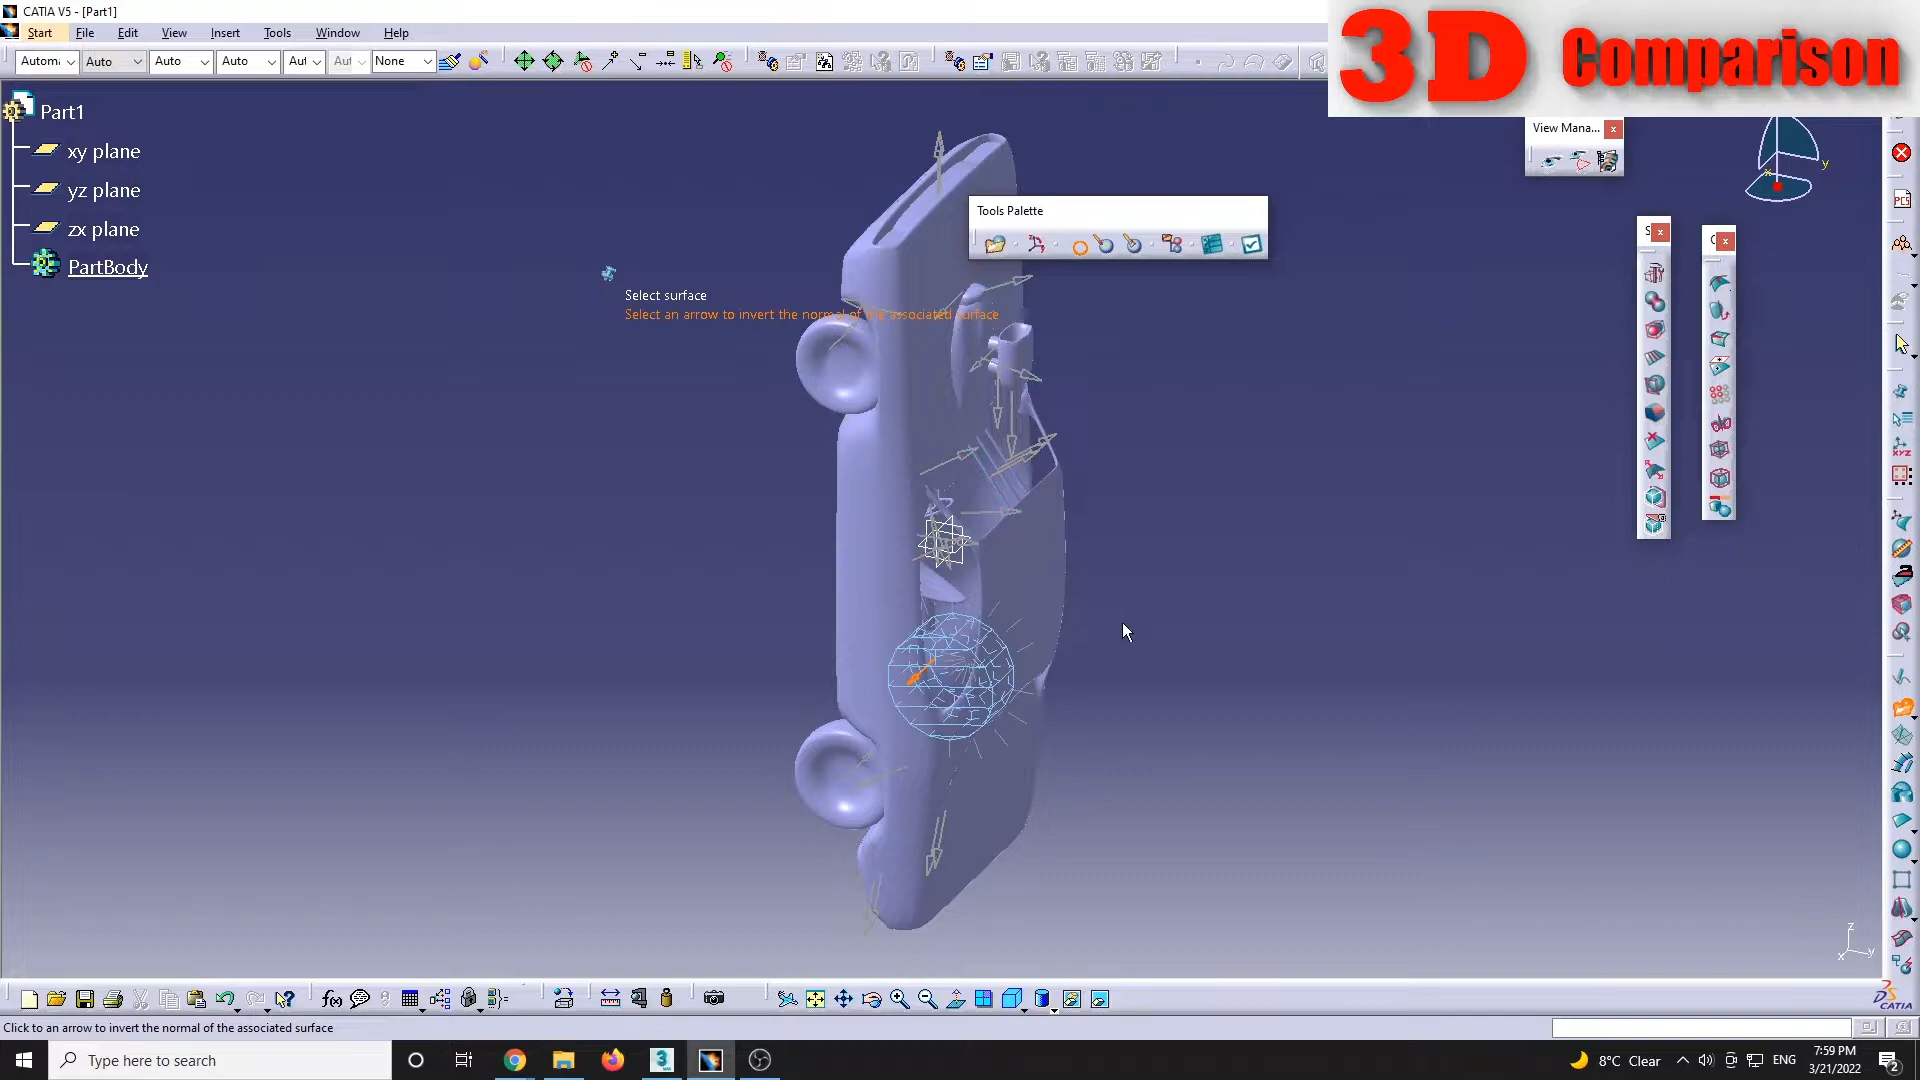 CATIA V5 - [Part1]
Start File Edit View Insert Tools Window Help
Auto Auto Auto None
3D Comparison
Part1
xy plane
yz plane
zx plane
PartBody
View Mana...
y
x
Tools Palette
Select surface
Select an arrow to invert the normal of the associated surface
z
x y
CATIA
Click to an arrow to invert the normal of the associated surface
Type here to search
8°C Clear
ENG
7:59 PM
3/21/2022
2